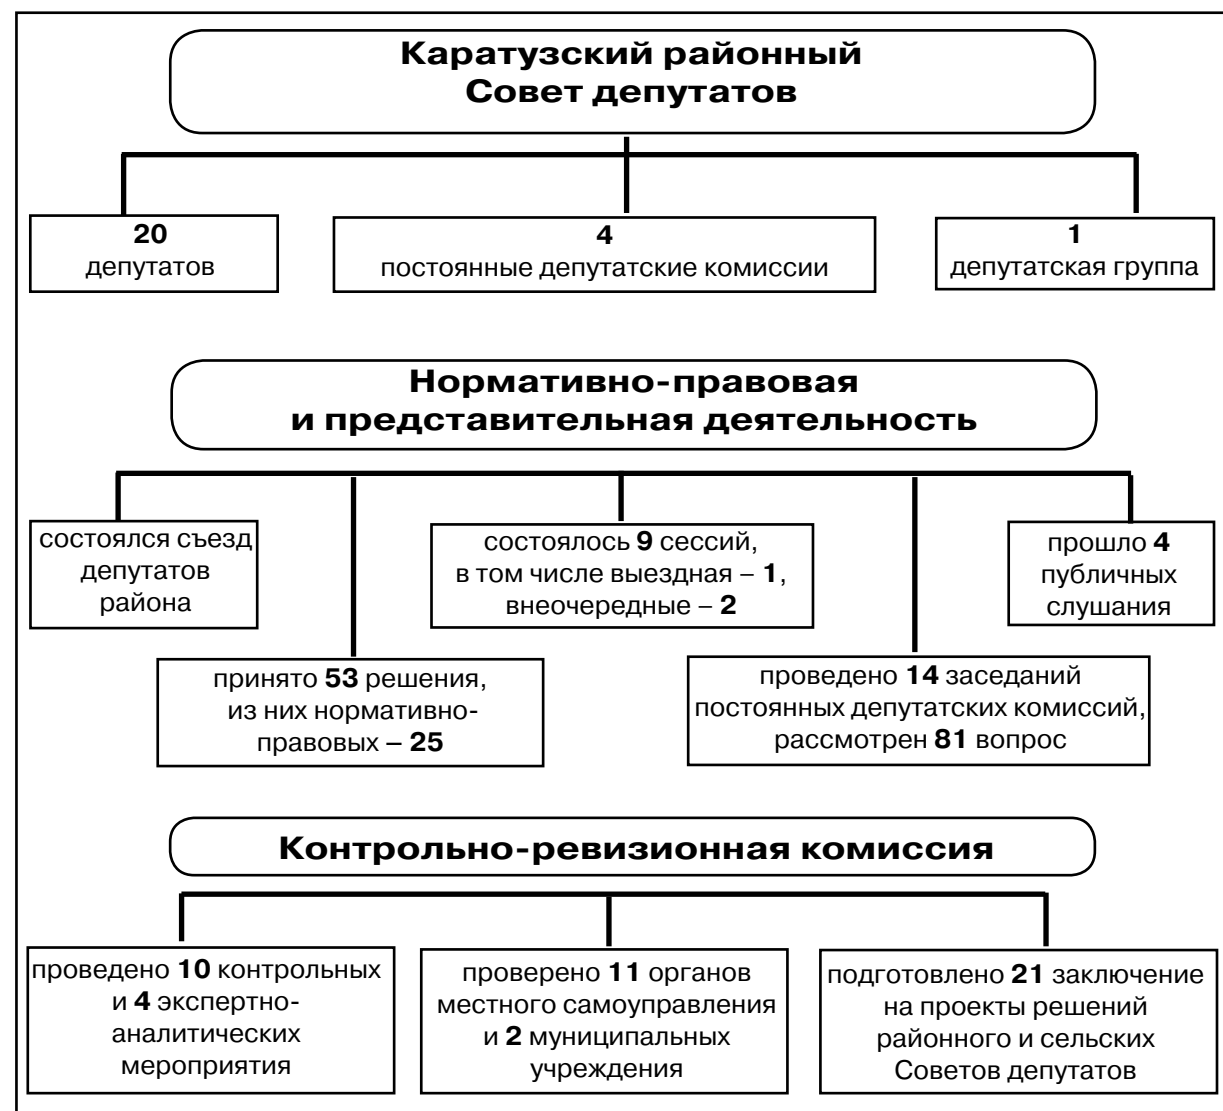 Каратузский районный
Совет депутатов
20
депутатов
4
постоянные депутатские комиссии
1
депутатская группа
Нормативно-правовая
и представительная деятельность
состоялся съезд
депутатов
района
принято 53 решения,
из них нормативно-
правовых – 25
состоялось 9 сессий,
в том числе выездная – 1,
внеочередные – 2
проведено 14 заседаний
постоянных депутатских комиссий,
рассмотрен 81 вопрос
прошло 4
публичных
слушания
Контрольно-ревизионная комиссия
проведено 10 контрольных
и 4 экспертно-
аналитических
мероприятия
проверено 11 органов
местного самоуправления
и 2 муниципальных
учреждения
подготовлено 21 заключение
на проекты решений
районного и сельских
Советов депутатов